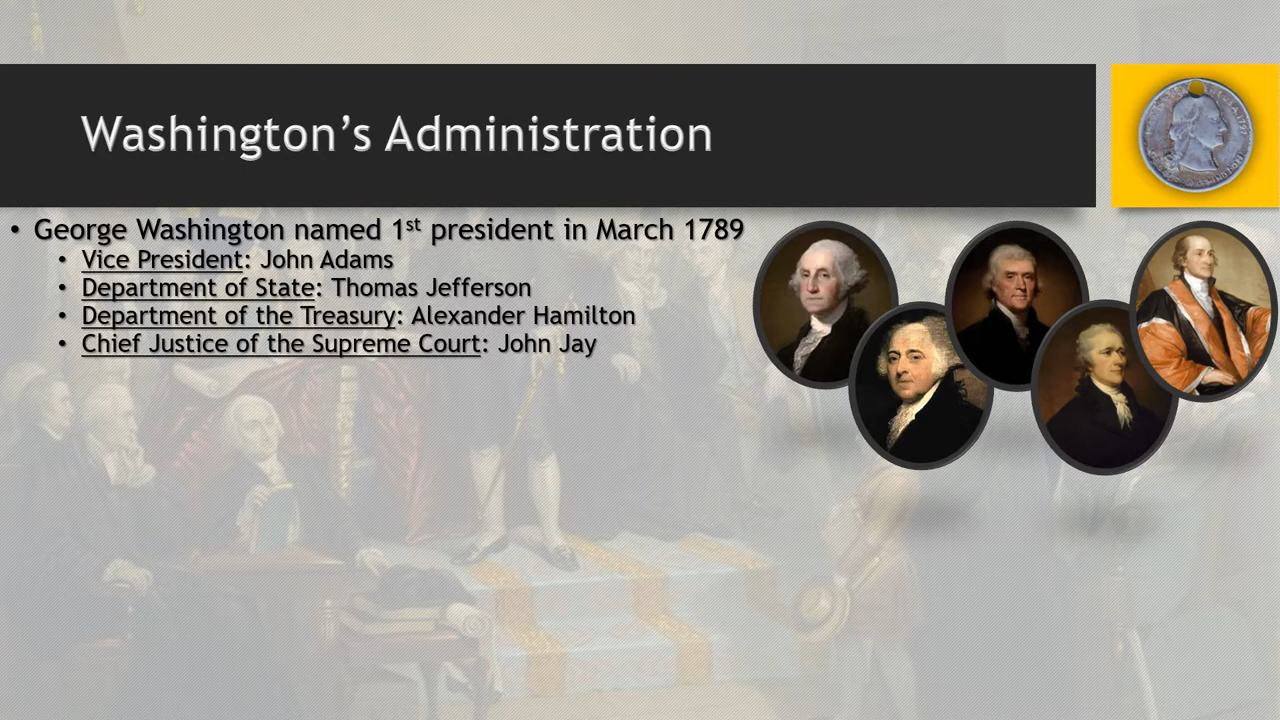 Washington’s Administration
• George Washington named 1st president in March 1789
• Vice President: John Adams
• Department of State: Thomas Jefferson
• Department of the Treasury: Alexander Hamilton
• Chief Justice of the Supreme Court: John Jay